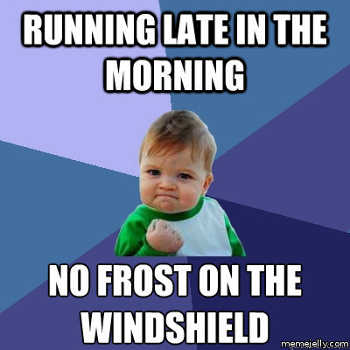 RUNNING LATE IN THE
MORNING
NO FROST ON THE
WINDSHIELD
memejelly.com